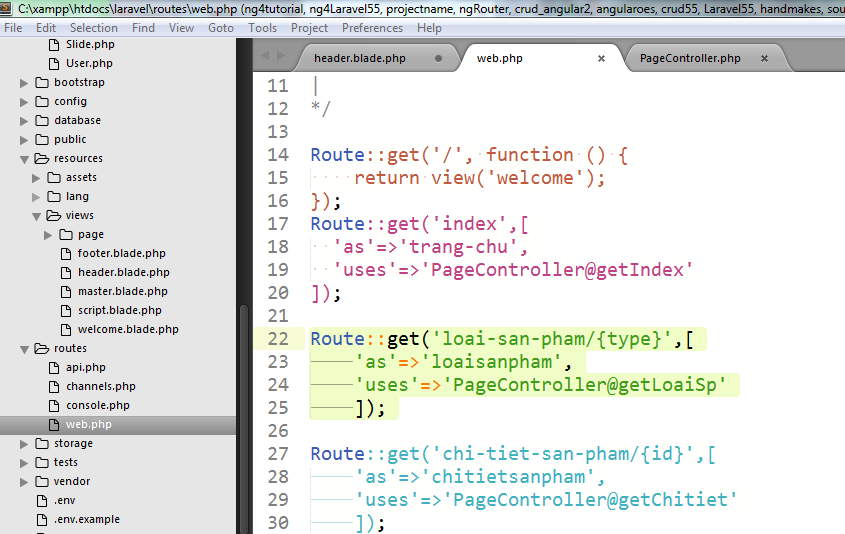 C:\xampp\htdocs\laravel\routes\web.php (ng4tutorial, ng4Laravel55, projectname, ngRouter, crud_angular2, angularoes, crud55, Laravel55, handmakes, sou
File Edit Selection Find View Goto Tools Project Preferences Help
Slide.php
User.php
bootstrap
config
database
public
resources
assets
lang
views
page
footer.blade.php
header.blade.php
master.blade.php
script.blade.php
welcome.blade.php
routes
api.php
channels.php
console.php
web.php
storage
tests
vendor
.env
.env.example
header.blade.php web.php PageController.php
11 |
12 */
13
14 Route::get('/', function () {
15 return view('welcome');
16 });
17 Route::get('index',[
18 'as'=>'trang-chu',
19 'uses'=>'PageController@getIndex'
20 ]);
21
22 Route::get('loai-san-pham/{type}',[
23 'as'=>'loaisanpham',
24 'uses'=>'PageController@getLoaiSp'
25 ]);
26
27 Route::get('chi-tiet-san-pham/{id}',[
28 'as'=>'chitietsanpham',
29 'uses'=>'PageController@getChitiet'
30 ]);